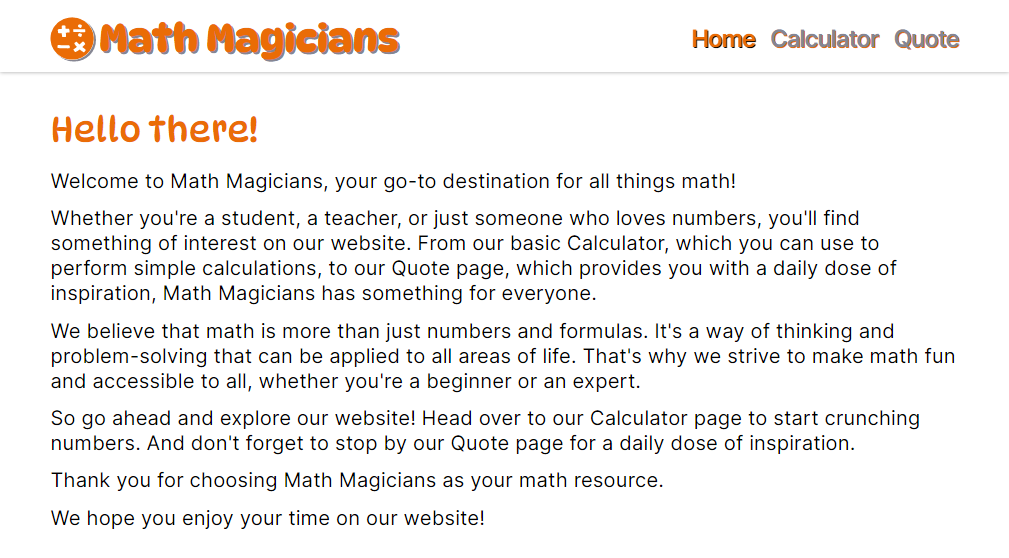 Math Magicians
Home Calculator Quote
Hello there!
Welcome to Math Magicians, your go-to destination for all things math!
Whether you're a student, a teacher, or just someone who loves numbers, you'll find
something of interest on our website. From our basic Calculator, which you can use to
perform simple calculations, to our Quote page, which provides you with a daily dose of
inspiration, Math Magicians has something for everyone.
We believe that math is more than just numbers and formulas. It's a way of thinking and
problem-solving that can be applied to all areas of life. That's why we strive to make math fun
and accessible to all, whether you're a beginner or an expert.
So go ahead and explore our website! Head over to our Calculator page to start crunching
numbers. And don't forget to stop by our Quote page for a daily dose of inspiration.
Thank you for choosing Math Magicians as your math resource.
We hope you enjoy your time on our website!